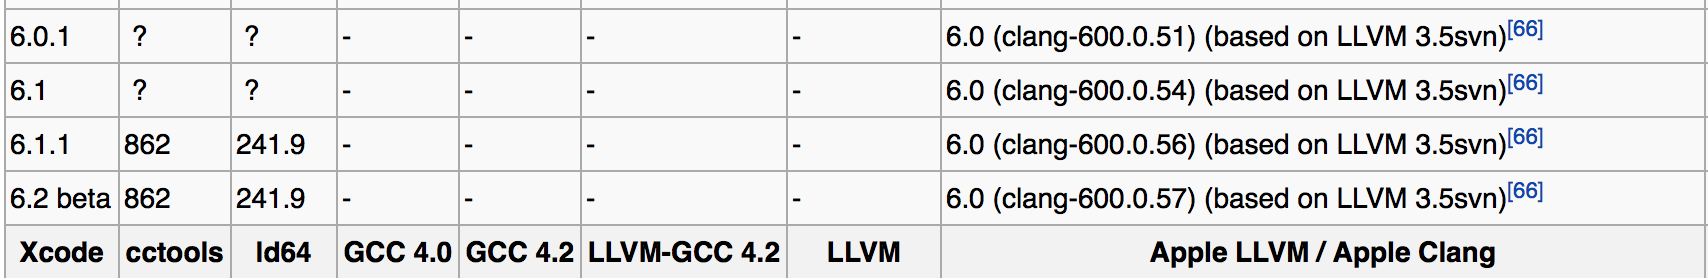 6.0.1 ? ? - - - - 6.0 (clang-600.0.51) (based on LLVM 3.5svn)[66]
6.1 ? ? - - - - 6.0 (clang-600.0.54) (based on LLVM 3.5svn)[66]
6.1.1 862 241.9 - - - - 6.0 (clang-600.0.56) (based on LLVM 3.5svn)[66]
6.2 beta 862 241.9 - - - - 6.0 (clang-600.0.57) (based on LLVM 3.5svn)[66]
Xcode cctools ld64 GCC 4.0 GCC 4.2 LLVM-GCC 4.2 LLVM Apple LLVM / Apple Clang